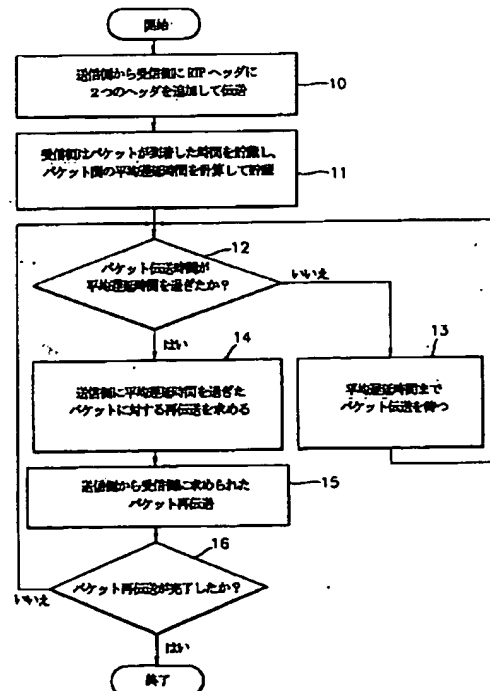 開始
送信側から受信側に RTP ヘッダに
2つのヘッダを追加して伝送
10
受信側はパケットが到着した時間を貯蔵し、
パケット間の平均遅延時間を計算して貯蔵
11
12
パケット伝送時間が
平均遅延時間を過ぎたか?
いいえ
はい
14
13
送信側に平均遅延時間を過ぎた
パケットに対する再伝送を求める
平均遅延時間まで
パケット伝送を待つ
送信側から受信側に求められた
パケット再伝送
15
16
パケット再伝送が完了したか?
いいえ
はい
終了